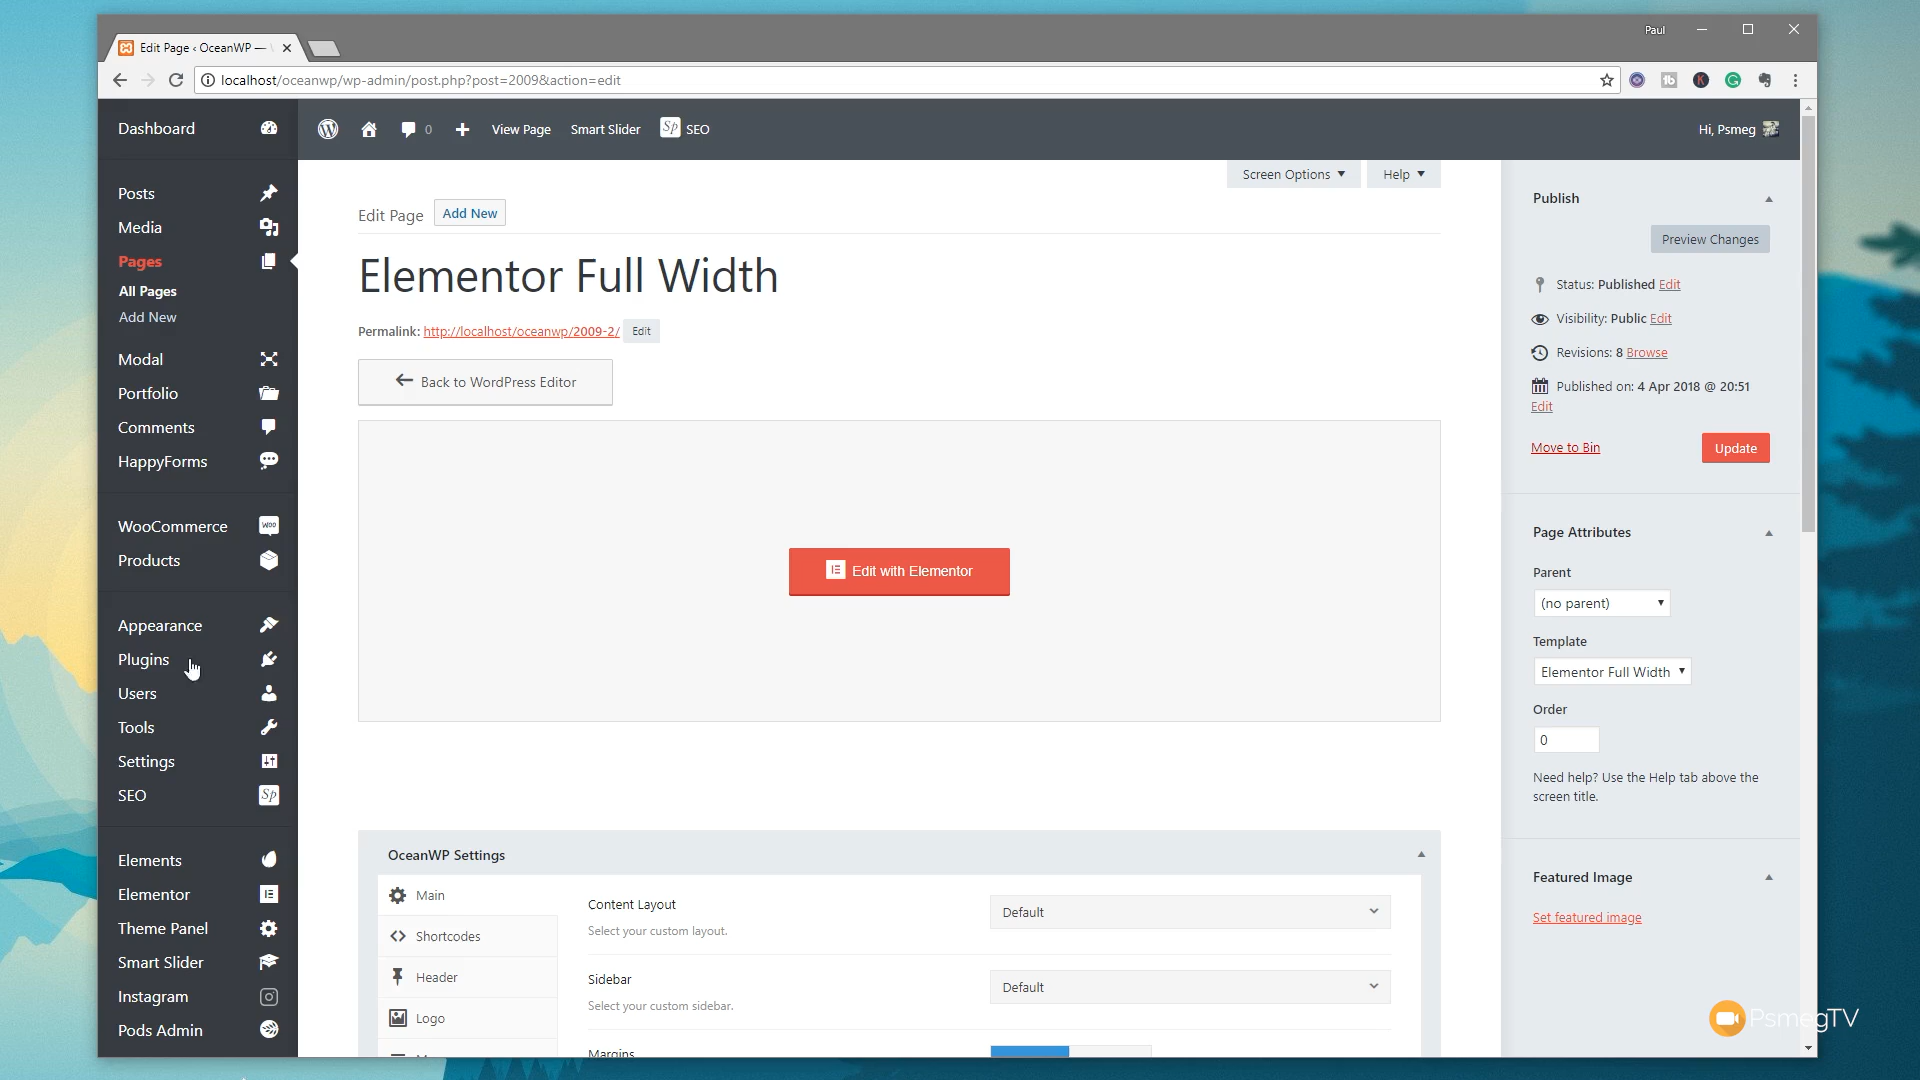 Paul
Edit Page ‹ OceanWP —
localhost/oceanwp/wp-admin/post.php?post=2009&action=edit
Dashboard
0
View Page
Smart Slider
Sp
SEO
Hi, Psmeg
Posts
Media
Pages
All Pages
Add New
Modal
Portfolio
Comments
HappyForms
WooCommerce
Woo
Products
Appearance
Plugins
Users
Tools
Settings
SEO
Sp
Elements
Elementor
Theme Panel
Smart Slider
Instagram
Pods Admin
Screen Options
Help
Edit Page
Add New
Elementor Full Width
Permalink: http://localhost/oceanwp/2009-2/
Edit
Back to WordPress Editor
Edit with Elementor
OceanWP Settings
Main
Shortcodes
Header
Logo
Content Layout
Select your custom layout.
Default
Sidebar
Select your custom sidebar.
Default
Margins
Publish
Preview Changes
Status: Published Edit
Visibility: Public Edit
Revisions: 8 Browse
Published on: 4 Apr 2018 @ 20:51
Edit
Move to Bin
Update
Page Attributes
Parent
(no parent)
Template
Elementor Full Width
Order
0
Need help? Use the Help tab above the
screen title.
Featured Image
Set featured image
PsmegTV